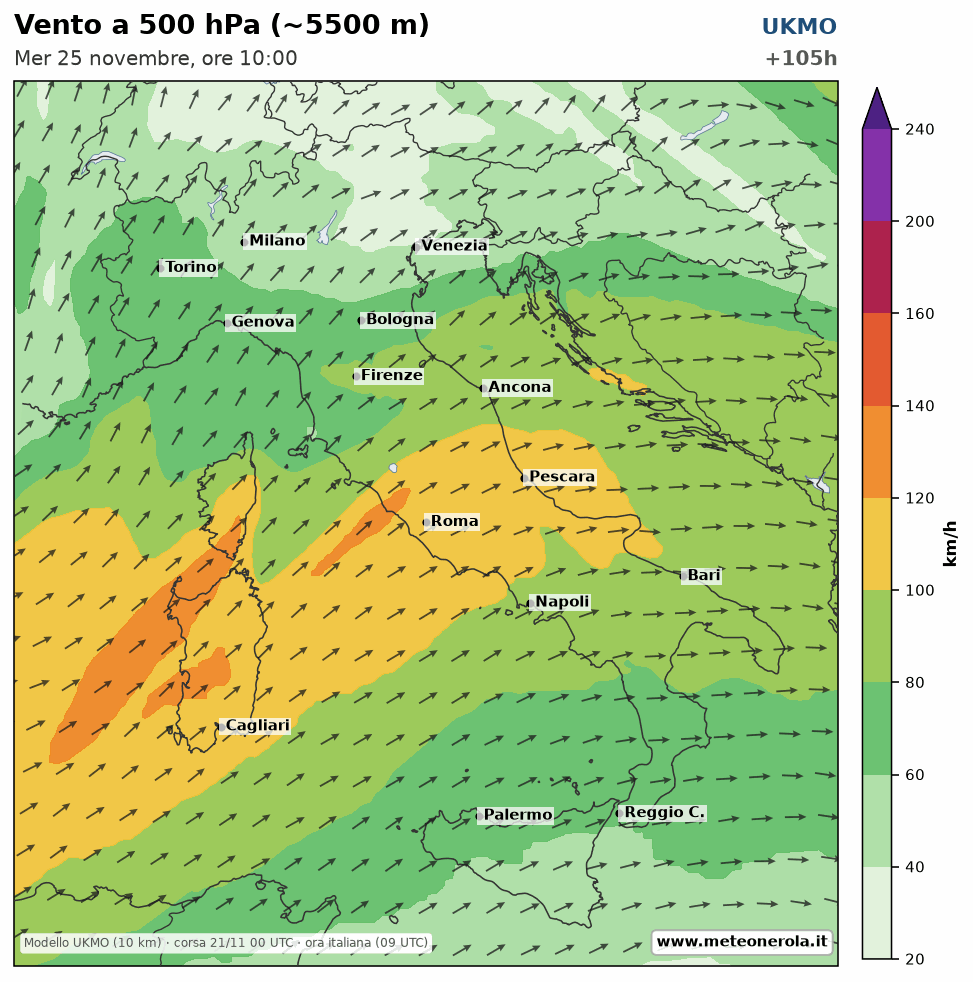 Vento a 500 hPa (~5500 m)
UKMO
Mer 25 novembre, ore 10:00
+105h
Milano
Venezia
Torino
Genova
Bologna
Firenze
Ancona
Pescara
Roma
Bari
Napoli
Cagliari
Palermo
Reggio C.
240
200
160
140
120
100
80
60
40
20
km/h
Modello UKMO (10 km) · corsa 21/11 00 UTC · ora italiana (09 UTC)
www.meteonerola.it